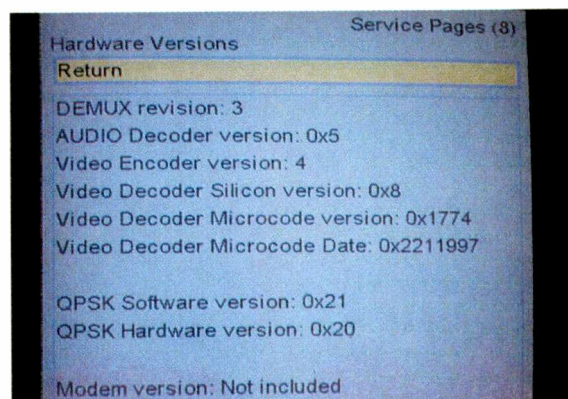 Service Pages (8)
Hardware Versions
Return
DEMUX revision: 3
AUDIO Decoder version: 0x5
Video Encoder version: 4
Video Decoder Silicon version: 0x8
Video Decoder Microcode version: 0x1774
Video Decoder Microcode Date: 0x2211997
QPSK Software version: 0x21
QPSK Hardware version: 0x20
Modem version: Not included